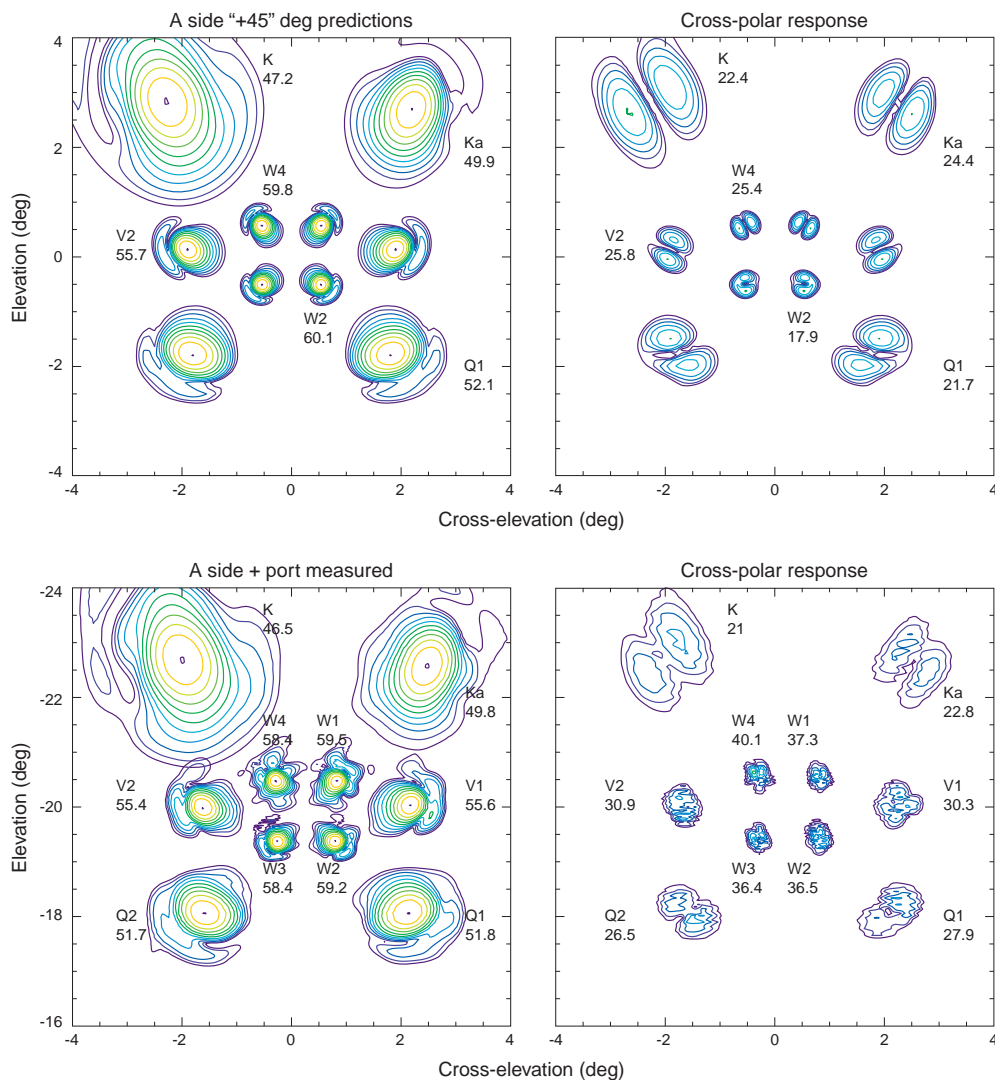 A side “+45” deg predictions
4
2
0
-2
-4
-4
-2
0
2
4
Elevation (deg)
Cross-elevation (deg)
K
47.2
Ka
49.9
W4
59.8
V2
55.7
W2
60.1
Q1
52.1
Cross-polar response
-4
-2
0
2
4
Cross-elevation (deg)
K
22.4
Ka
24.4
W4
25.4
V2
25.8
W2
17.9
Q1
21.7
A side + port measured
-24
-22
-20
-18
-16
-4
-2
0
2
4
Elevation (deg)
Cross-elevation (deg)
K
46.5
Ka
49.8
W4
58.4
W1
59.5
V2
55.4
V1
55.6
W3
58.4
W2
59.2
Q2
51.7
Q1
51.8
Cross-polar response
-4
-2
0
2
4
Cross-elevation (deg)
K
21
Ka
22.8
W4
40.1
W1
37.3
V2
30.9
V1
30.3
W3
36.4
W2
36.5
Q2
26.5
Q1
27.9